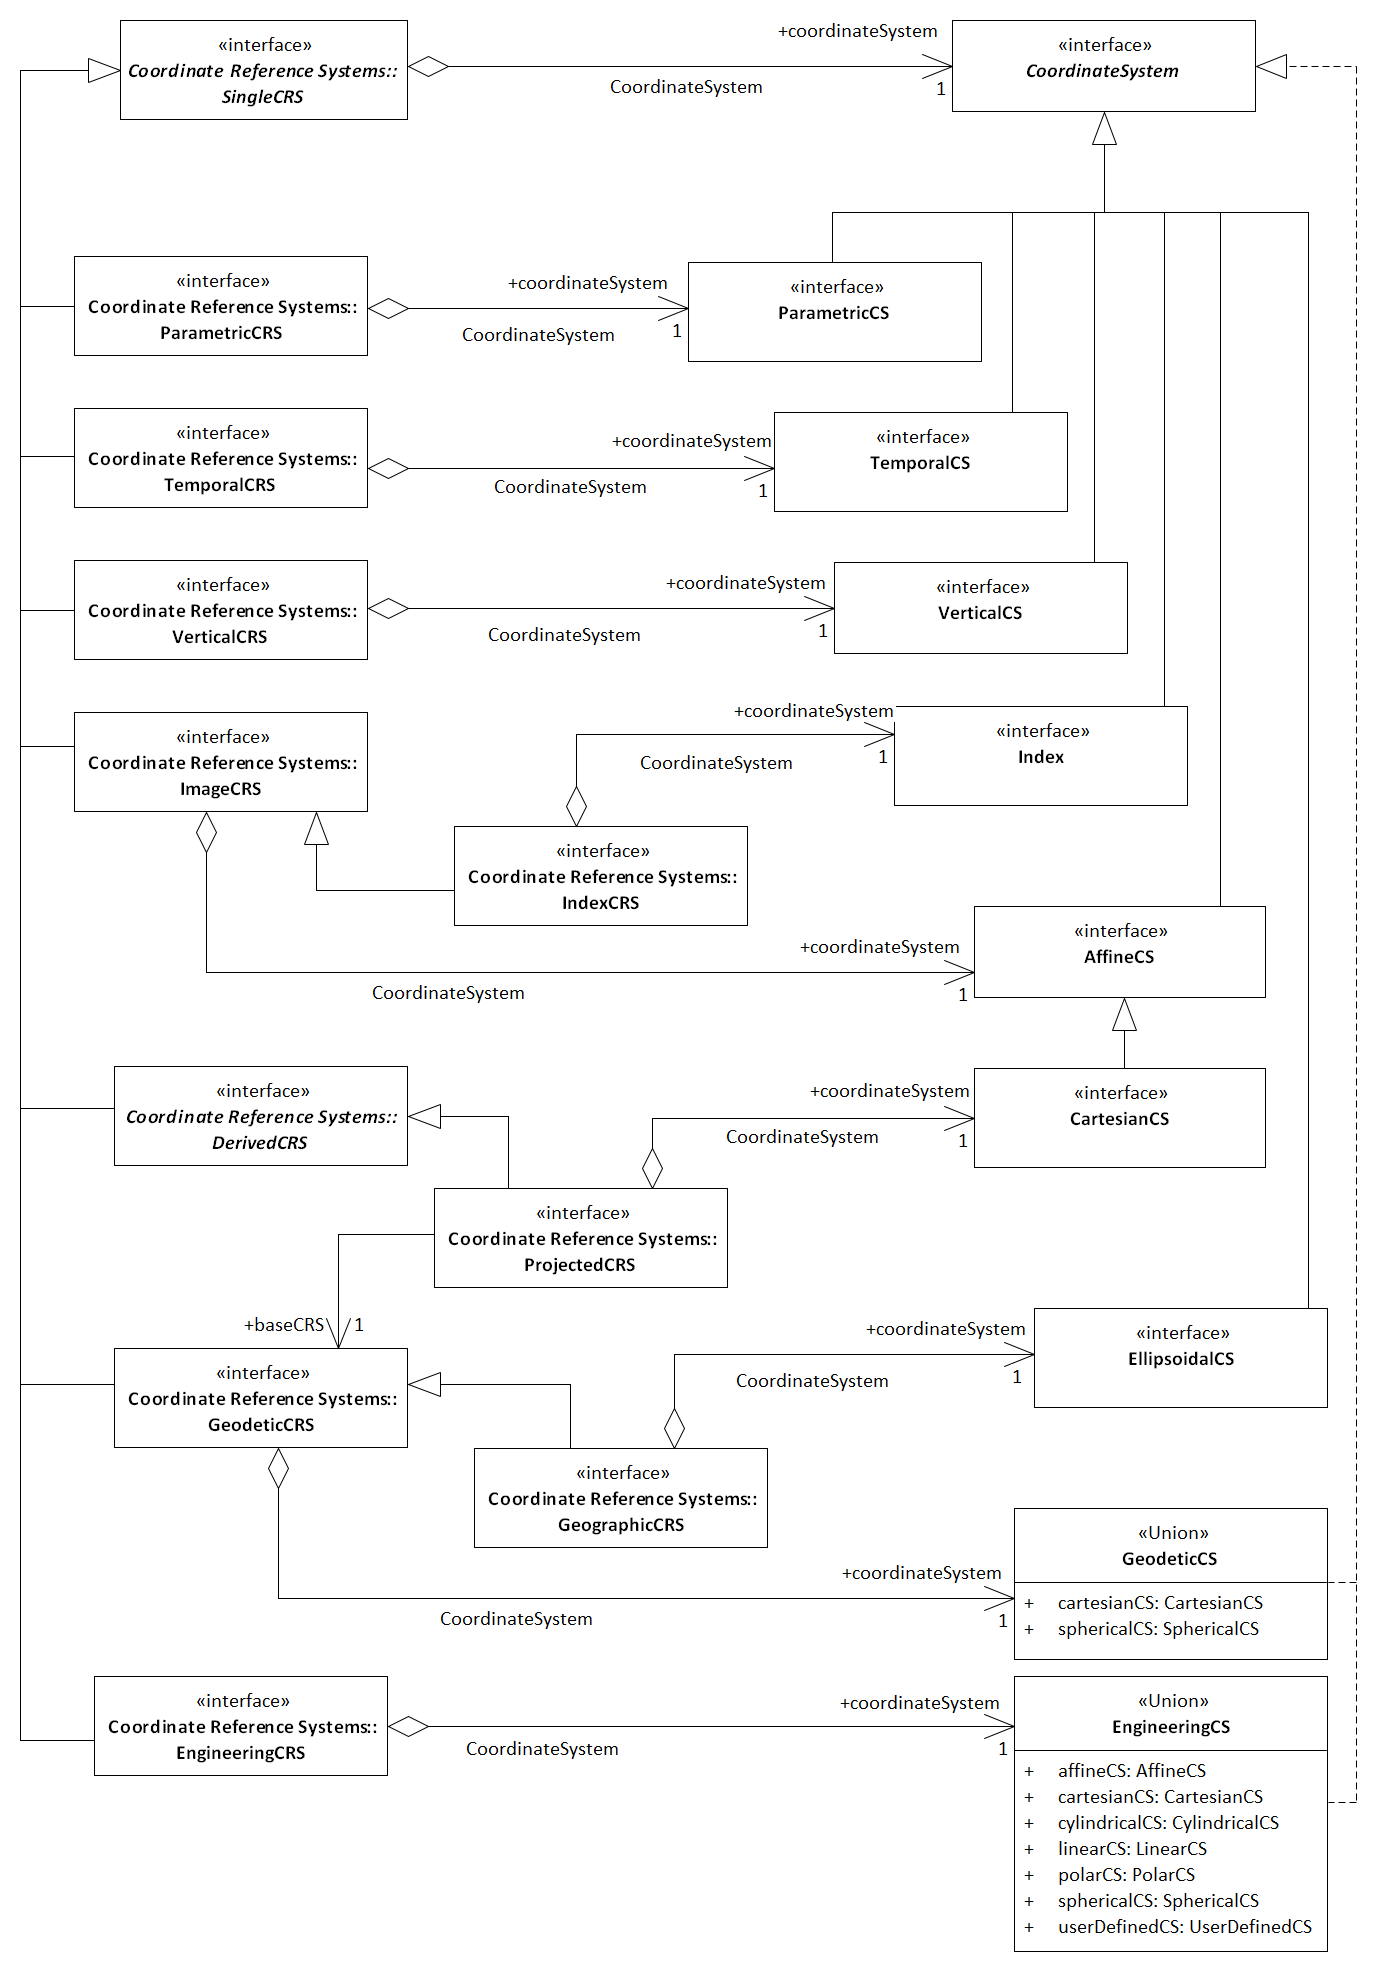 «interface»
Coordinate Reference Systems::
SingleCRS
+coordinateSystem
CoordinateSystem
1
«interface»
CoordinateSystem
«interface»
Coordinate Reference Systems::
ParametricCRS
+coordinateSystem
CoordinateSystem
1
«interface»
ParametricCS
«interface»
Coordinate Reference Systems::
TemporalCRS
+coordinateSystem
CoordinateSystem
1
«interface»
TemporalCS
«interface»
Coordinate Reference Systems::
VerticalCRS
+coordinateSystem
CoordinateSystem
1
«interface»
VerticalCS
«interface»
Coordinate Reference Systems::
ImageCRS
+coordinateSystem
CoordinateSystem
1
«interface»
Index
«interface»
Coordinate Reference Systems::
IndexCRS
+coordinateSystem
CoordinateSystem
1
«interface»
AffineCS
«interface»
Coordinate Reference Systems::
DerivedCRS
+coordinateSystem
CoordinateSystem
1
«interface»
CartesianCS
«interface»
Coordinate Reference Systems::
ProjectedCRS
+baseCRS
1
«interface»
Coordinate Reference Systems::
GeodeticCRS
+coordinateSystem
CoordinateSystem
1
«interface»
EllipsoidalCS
«interface»
Coordinate Reference Systems::
GeographicCRS
+coordinateSystem
CoordinateSystem
1
«Union»
GeodeticCS
+ cartesianCS: CartesianCS
+ sphericalCS: SphericalCS
«interface»
Coordinate Reference Systems::
EngineeringCRS
+coordinateSystem
CoordinateSystem
1
«Union»
EngineeringCS
+ affineCS: AffineCS
+ cartesianCS: CartesianCS
+ cylindricalCS: CylindricalCS
+ linearCS: LinearCS
+ polarCS: PolarCS
+ sphericalCS: SphericalCS
+ userDefinedCS: UserDefinedCS